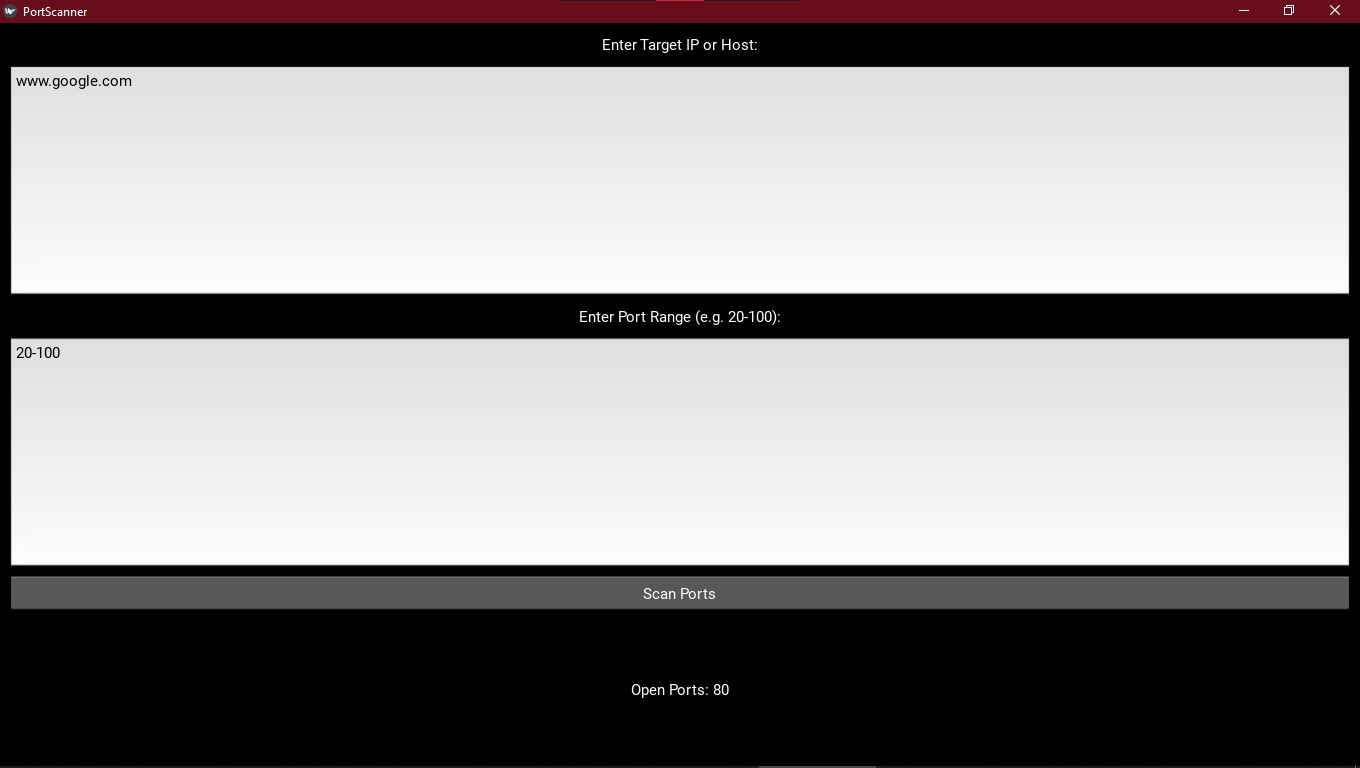 PortScanner
Enter Target IP or Host:
www.google.com
Enter Port Range (e.g. 20-100):
20-100
Scan Ports
Open Ports: 80